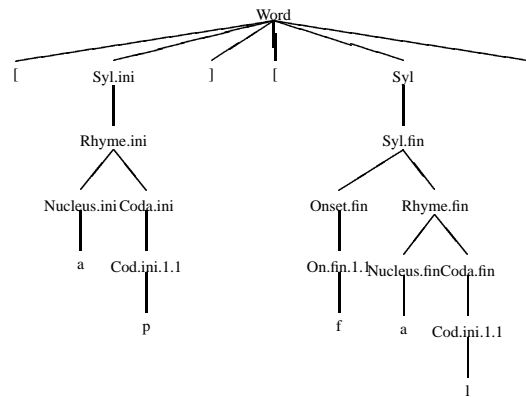 Word
[ Syl.ini ] [ Syl
Rhyme.ini Syl.fin
Nucleus.ini Coda.ini Onset.fin Rhyme.fin
a Cod.ini.1.1 On.fin.1.1 Nucleus.fin Coda.fin
p f a Cod.ini.1.1
l